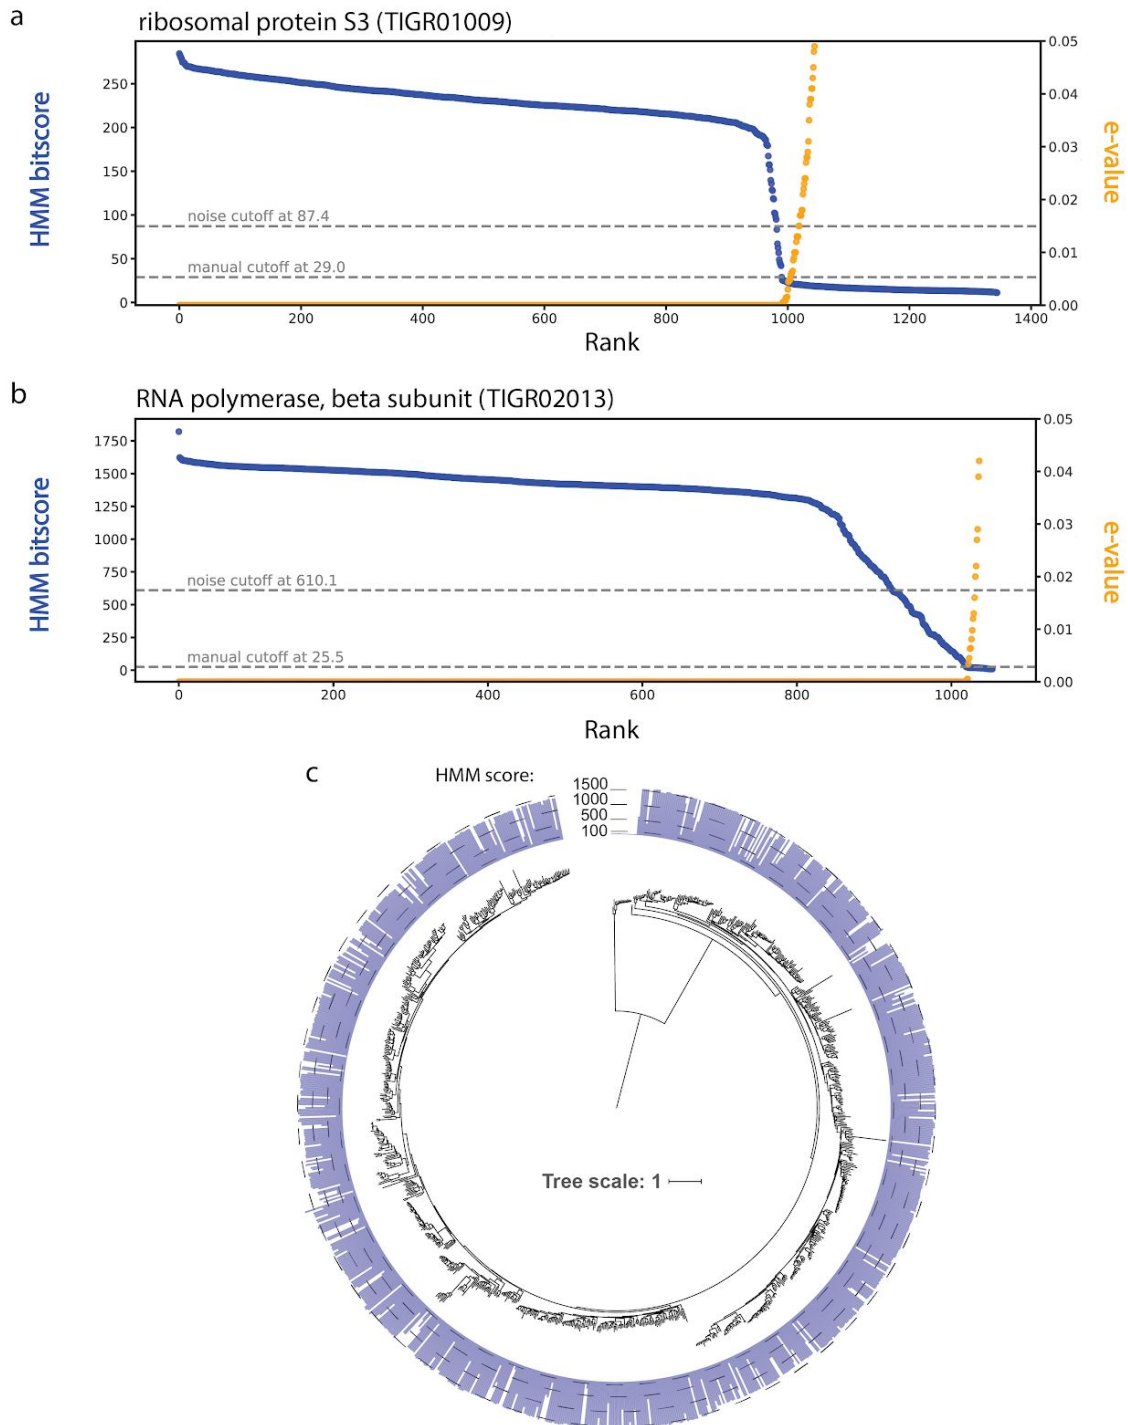 a
ribosomal protein S3 (TIGR01009)
HMM bitscore
250
200
150
100
50
0
noise cutoff at 87.4
manual cutoff at 29.0
0.05
0.04
0.03
0.02
0.01
0.00
e-value
0 200 400 600 800 1000 1200 1400
Rank
b
RNA polymerase, beta subunit (TIGR02013)
HMM bitscore
1750
1500
1250
1000
750
500
250
0
noise cutoff at 610.1
manual cutoff at 25.5
0.05
0.04
0.03
0.02
0.01
0.00
e-value
0 200 400 600 800 1000
Rank
c
HMM score:
1500
1000
500
100
Tree scale: 1